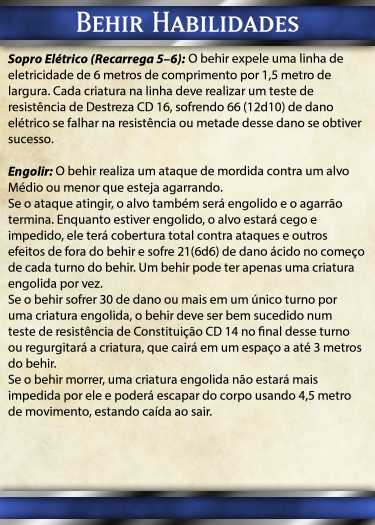 Behir Habilidades
Sopro Elétrico (Recarrega 5–6): O behir expele uma linha de
eletricidade de 6 metros de comprimento por 1,5 metro de
largura. Cada criatura na linha deve realizar um teste de
resistência de Destreza CD 16, sofrendo 66 (12d10) de dano
elétrico se falhar na resistência ou metade desse dano se obtiver
sucesso.
Engolir: O behir realiza um ataque de mordida contra um alvo
Médio ou menor que esteja agarrando.
Se o ataque atingir, o alvo também será engolido e o agarrão
termina. Enquanto estiver engolido, o alvo estará cego e
impedido, ele terá cobertura total contra ataques e outros
efeitos de fora do behir e sofre 21(6d6) de dano ácido no começo
de cada turno do behir. Um behir pode ter apenas uma criatura
engolida por vez.
Se o behir sofrer 30 de dano ou mais em um único turno por
uma criatura engolida, o behir deve ser bem sucedido num
teste de resistência de Constituição CD 14 no final desse turno
ou regurgitará a criatura, que cairá em um espaço a até 3 metros
do behir.
Se o behir morrer, uma criatura engolida não estará mais
impedida por ele e poderá escapar do corpo usando 4,5 metro
de movimento, estando caída ao sair.